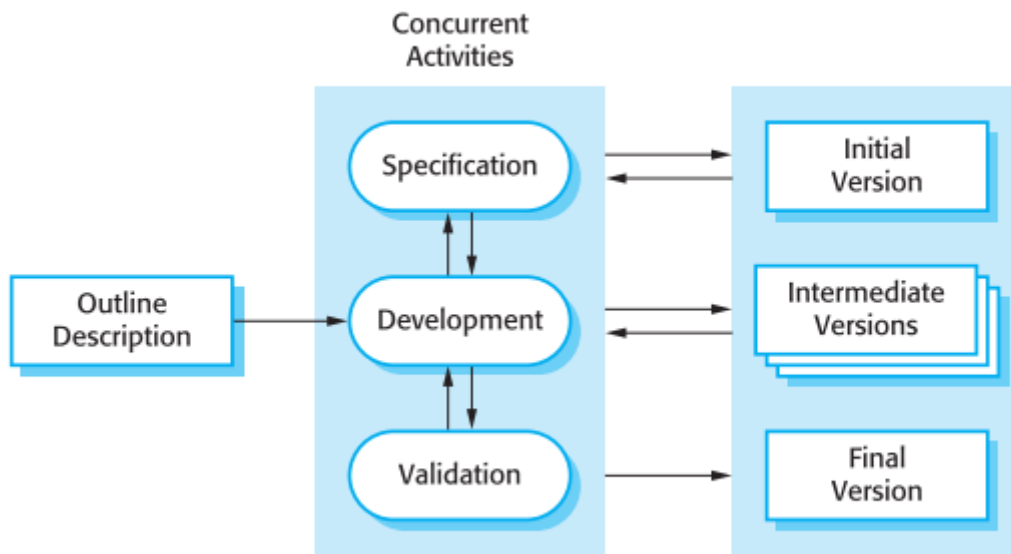 Concurrent
Activities
Specification
Initial
Version
Outline
Description
Development
Intermediate
Versions
Validation
Final
Version